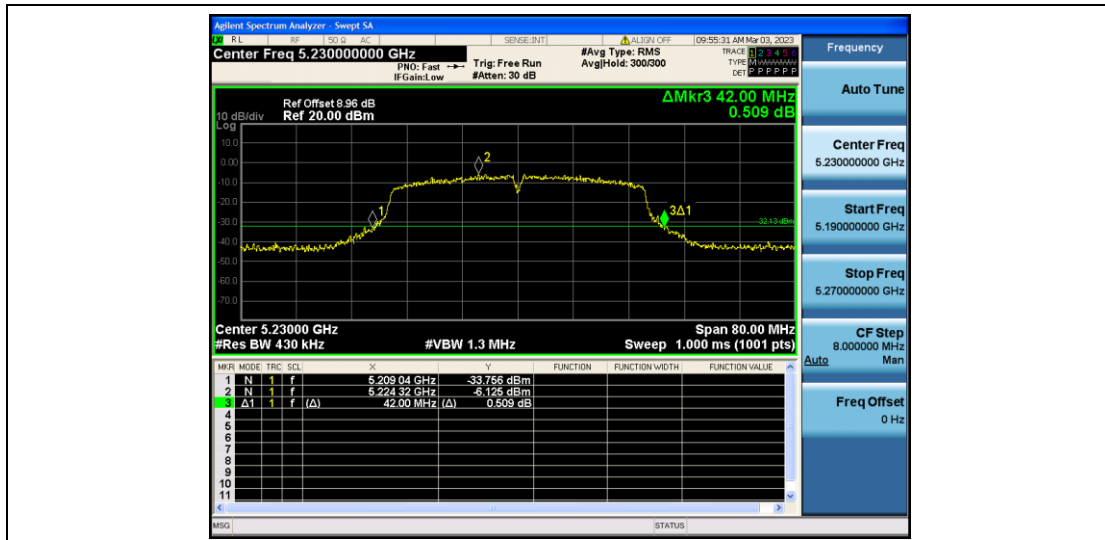 Agilent Spectrum Analyzer - Swept SA
RL RF 50 Ω AC SENSE:INT ALIGN OFF 09:55:31 AM Mar 03, 2023
Center Freq 5.230000000 GHz
PNO: Fast
IFGain:Low
Trig: Free Run
#Atten: 30 dB
#Avg Type: RMS
Avg|Hold: 300/300
TRACE 1 2 3 4 5 6
TYPE M WWWWW
DET P P P P P P
Frequency
ΔMkr3 42.00 MHz
0.509 dB
Ref Offset 8.96 dB
10 dB/div Ref 20.00 dBm
Log
10.0
0.00
-10.0
-20.0
-30.0
-40.0
-50.0
-60.0
-70.0
1
2
3Δ1
-32.13 dBm
Center 5.23000 GHz Span 80.00 MHz
#Res BW 430 kHz #VBW 1.3 MHz Sweep 1.000 ms (1001 pts)
MKR MODE TRC SCL X Y FUNCTION FUNCTION WIDTH FUNCTION VALUE
1 N 1 f 5.209 04 GHz -33.756 dBm
2 N 1 f 5.224 32 GHz -6.125 dBm
3 Δ1 1 f (Δ) 42.00 MHz (Δ) 0.509 dB
4
5
6
7
8
9
10
11
MSG STATUS
Auto Tune
Center Freq
5.230000000 GHz
Start Freq
5.190000000 GHz
Stop Freq
5.270000000 GHz
CF Step
8.000000 MHz
Auto Man
Freq Offset
0 Hz